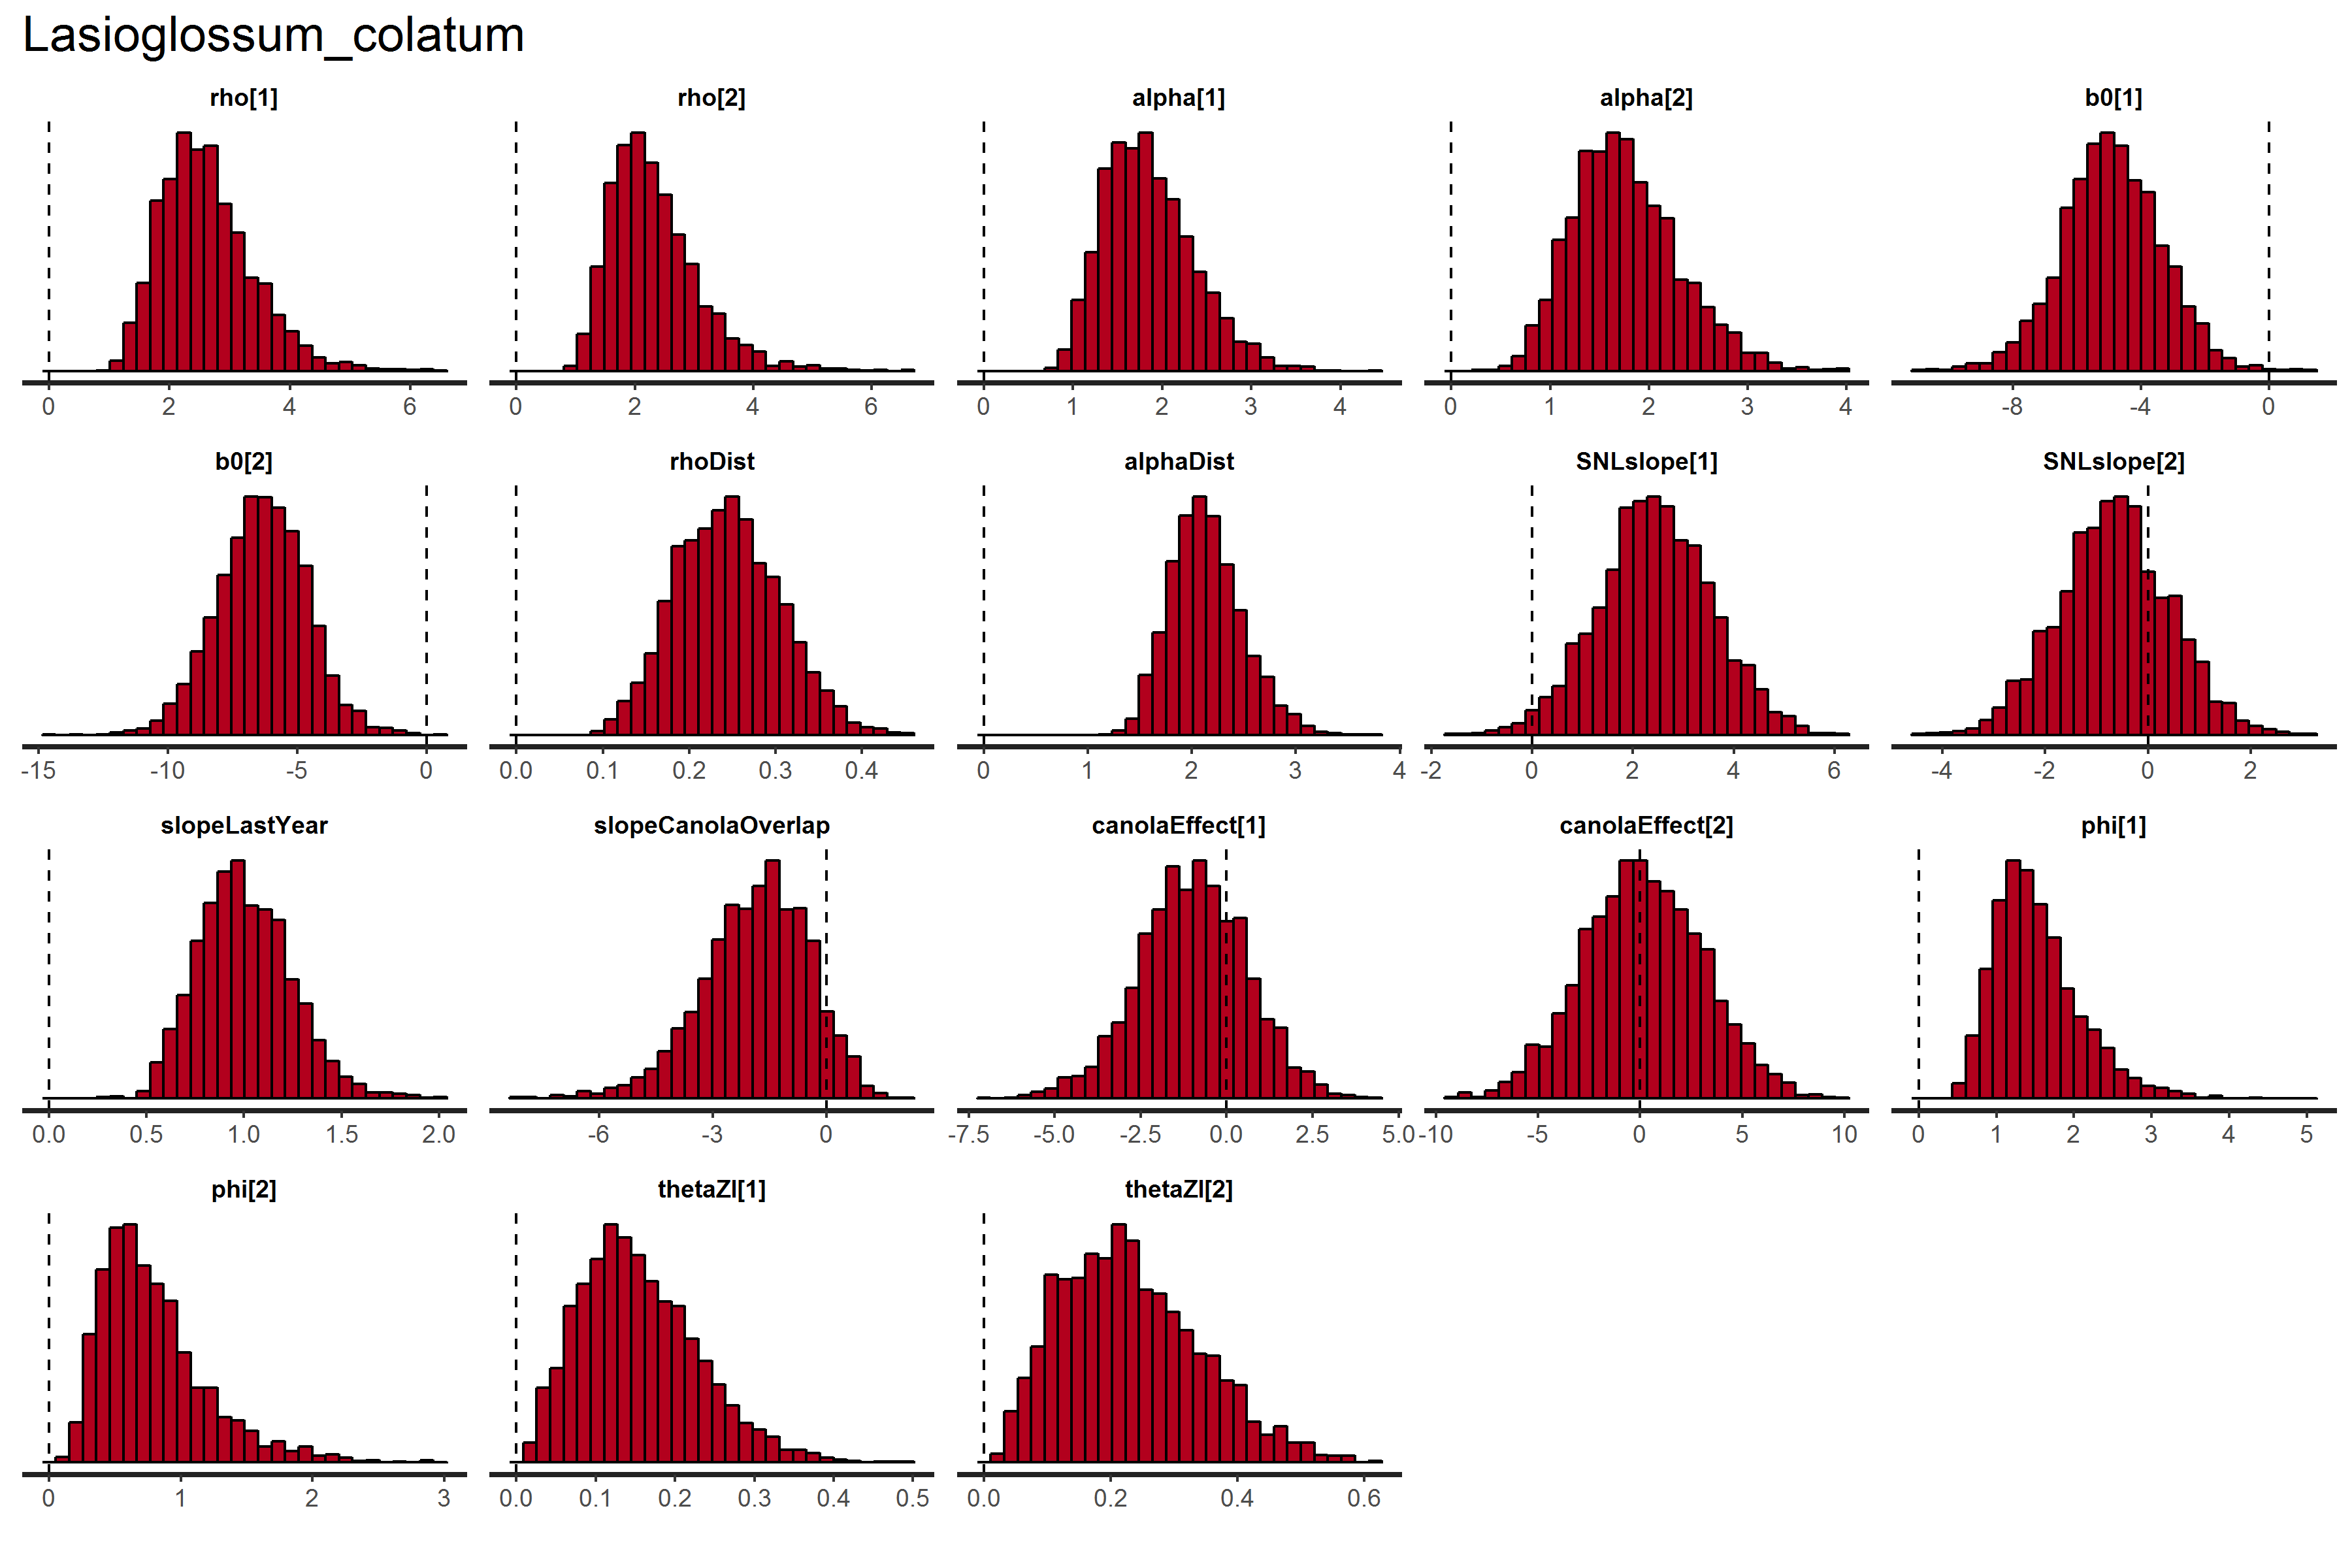 Lasioglossum_colatum
rho[1] rho[2] alpha[1] alpha[2] b0[1]
0 2 4 6 0 2 4 6 0 1 2 3 4 0 1 2 3 4 -8 -4 0
b0[2] rhoDist alphaDist SNLslope[1] SNLslope[2]
-15 -10 -5 0 0.0 0.1 0.2 0.3 0.4 0 1 2 3 4 -2 0 2 4 6 -4 -2 0 2
slopeLastYear slopeCanolaOverlap canolaEffect[1] canolaEffect[2] phi[1]
0.0 0.5 1.0 1.5 2.0 -6 -3 0 -7.5 -5.0 -2.5 0.0 2.5 5.0 -10 -5 0 5 10 0 1 2 3 4 5
phi[2] thetaZI[1] thetaZI[2]
0 1 2 3 0.0 0.1 0.2 0.3 0.4 0.5 0.0 0.2 0.4 0.6